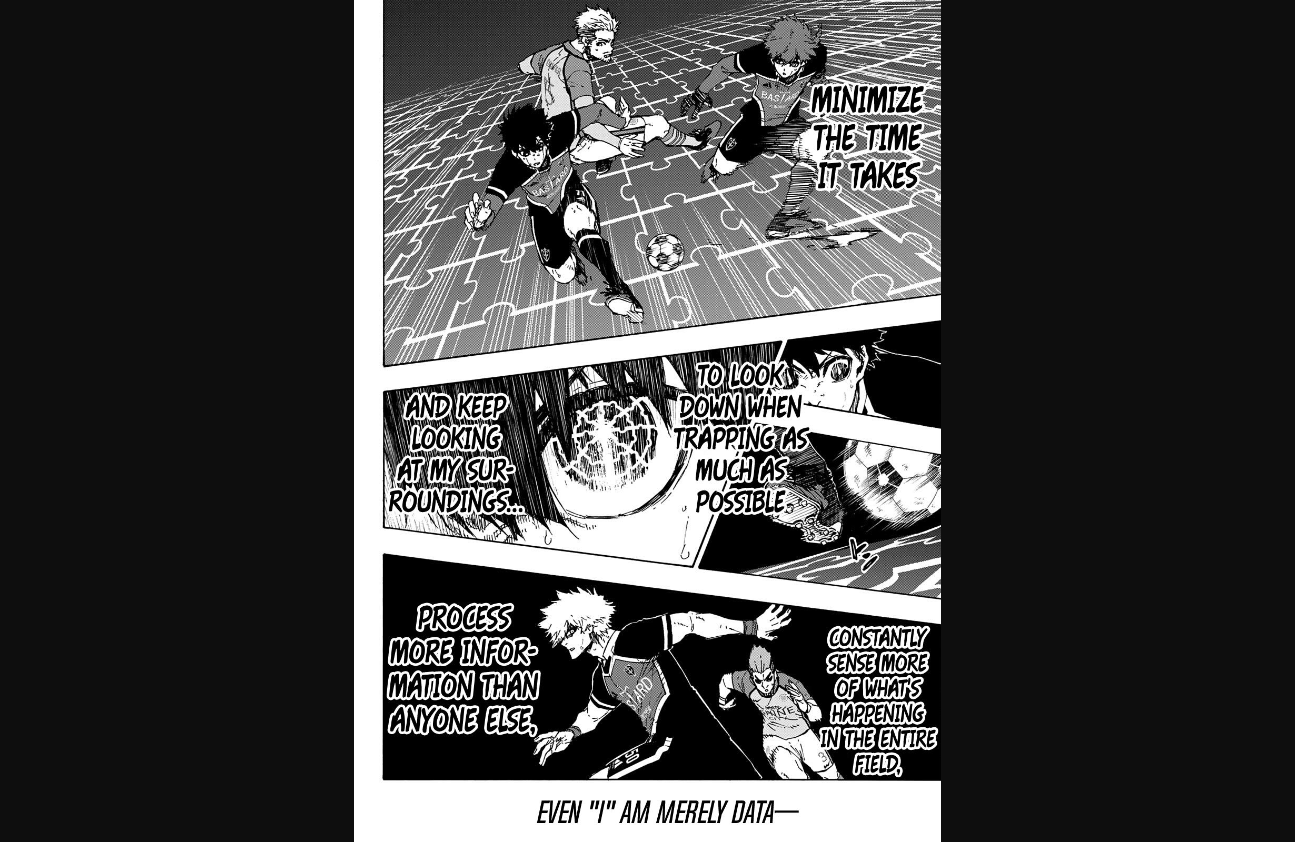 MINIMIZE
THE TIME
IT TAKES
TO LOOK
DOWN WHEN
TRAPPING AS
MUCH AS
POSSIBLE.
AND KEEP
LOOKING
AT MY SUR-
ROUNDINGS...
CONSTANTLY
SENSE MORE
OF WHAT'S
HAPPENING
IN THE ENTIRE
FIELD,
PROCESS
MORE INFOR-
MATION THAN
ANYONE ELSE,
EVEN "I" AM MERELY DATA—
BASTARD
BASTARD